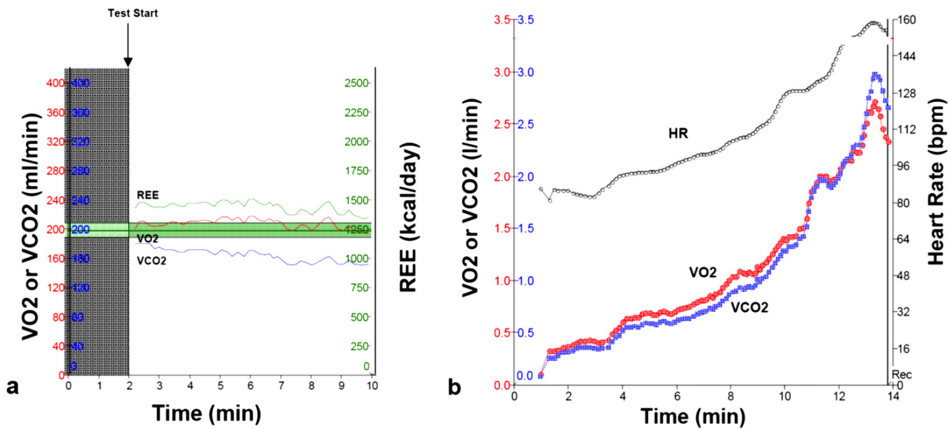 Test Start
VO2 or VCO2 (ml/min)
400 400
360 360
320 320
280 280
240 240
200 200
160 160
120 120
80 80
40 40
0 0
REE
VO2
VCO2
2500
2250
2000
1750
1500
1250
1000
750
500
250
0
REE (kcal/day)
0 1 2 3 4 5 6 7 8 9 10
Time (min)
a
VO2 or VCO2 (l/min)
3.5 3.5
3.0 3.0
2.5 2.5
2.0 2.0
1.5 1.5
1.0 1.0
0.5 0.5
0.0 0.0
HR
VO2
VCO2
160
144
128
112
96
80
64
48
32
16
0
Rec
Heart Rate (bpm)
0 2 4 6 8 10 12 14
Time (min)
b